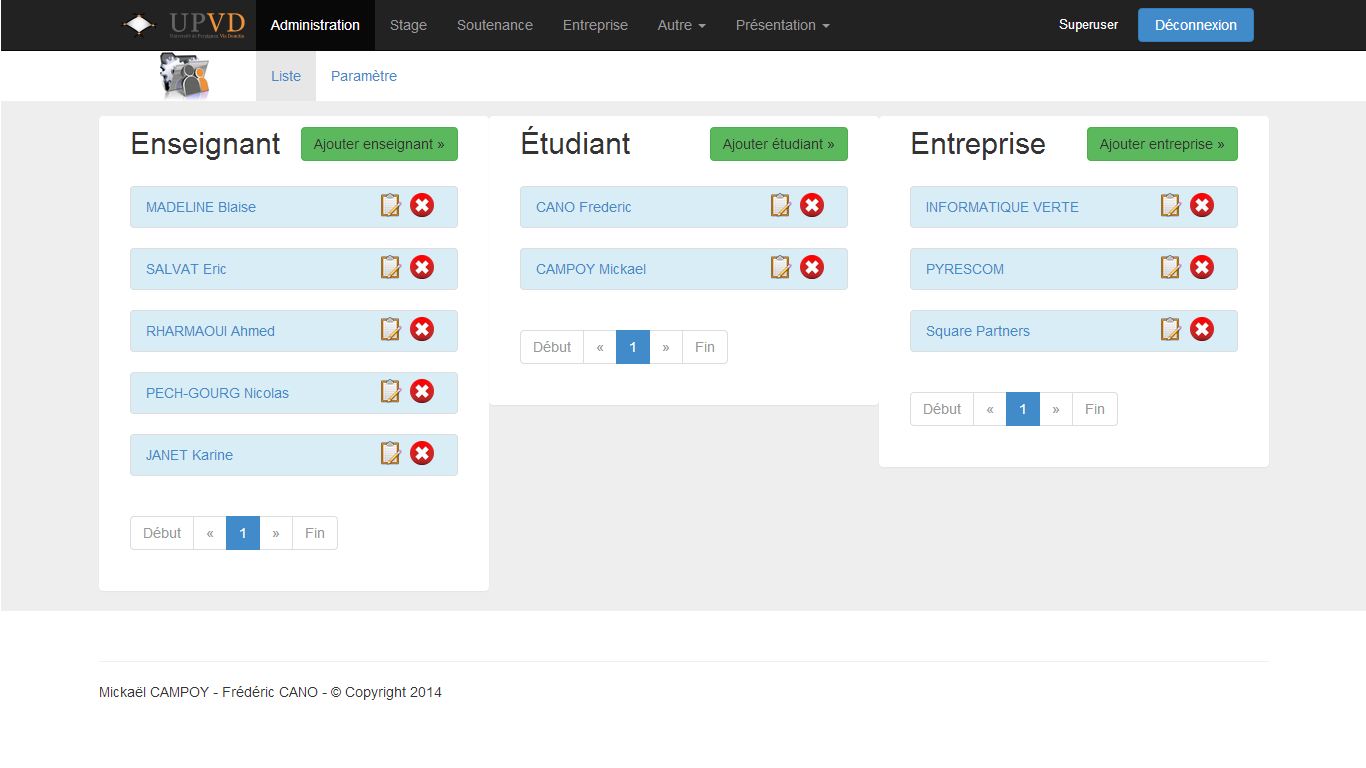 UPVD Administration Stage Soutenance Entreprise Autre Présentation Superuser Déconnexion
Université de Perpignan Via Domitia
Liste Paramètre
Enseignant Ajouter enseignant »
MADELINE Blaise
SALVAT Eric
RHARMAOUI Ahmed
PECH-GOURG Nicolas
JANET Karine
Début « 1 » Fin
Étudiant Ajouter étudiant »
CANO Frederic
CAMPOY Mickael
Début « 1 » Fin
Entreprise Ajouter entreprise »
INFORMATIQUE VERTE
PYRESCOM
Square Partners
Début « 1 » Fin
Mickaël CAMPOY - Frédéric CANO - © Copyright 2014